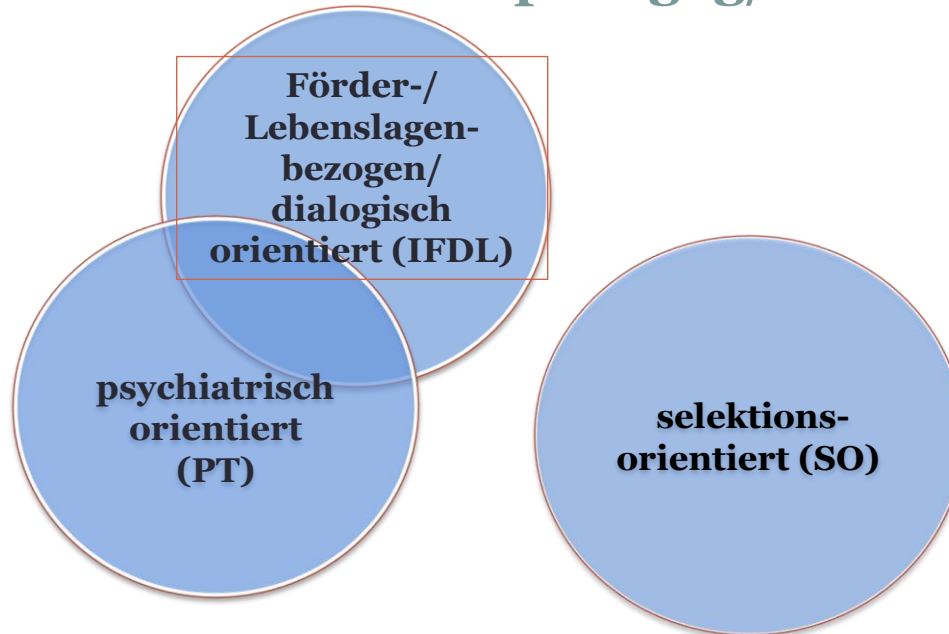 Förder-/
Lebenslagen-
bezogen/
dialogisch
orientiert (IFDL)
psychiatrisch
orientiert
(PT)
selektions-
orientiert (SO)